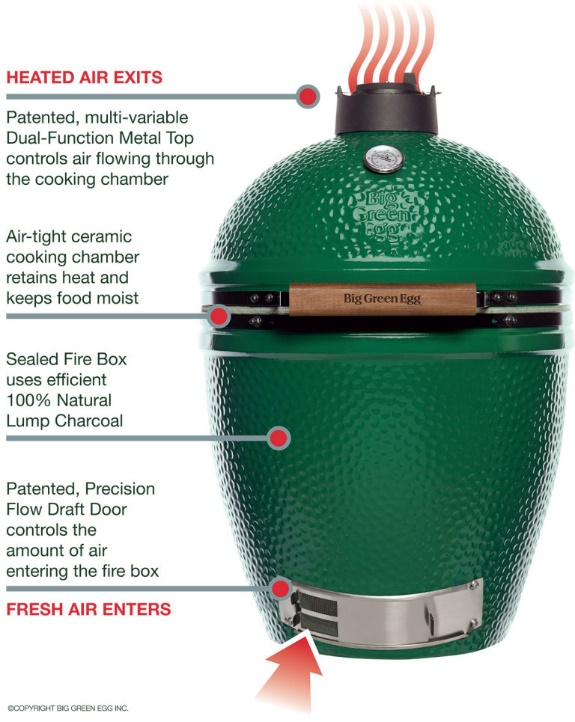 HEATED AIR EXITS
Patented, multi-variable
Dual-Function Metal Top
controls air flowing through
the cooking chamber
Big
Green
Egg
Air-tight ceramic
cooking chamber
retains heat and
keeps food moist
Big Green Egg
Sealed Fire Box
uses efficient
100% Natural
Lump Charcoal
Patented, Precision
Flow Draft Door
controls the
amount of air
entering the fire box
FRESH AIR ENTERS
©COPYRIGHT BIG GREEN EGG INC.